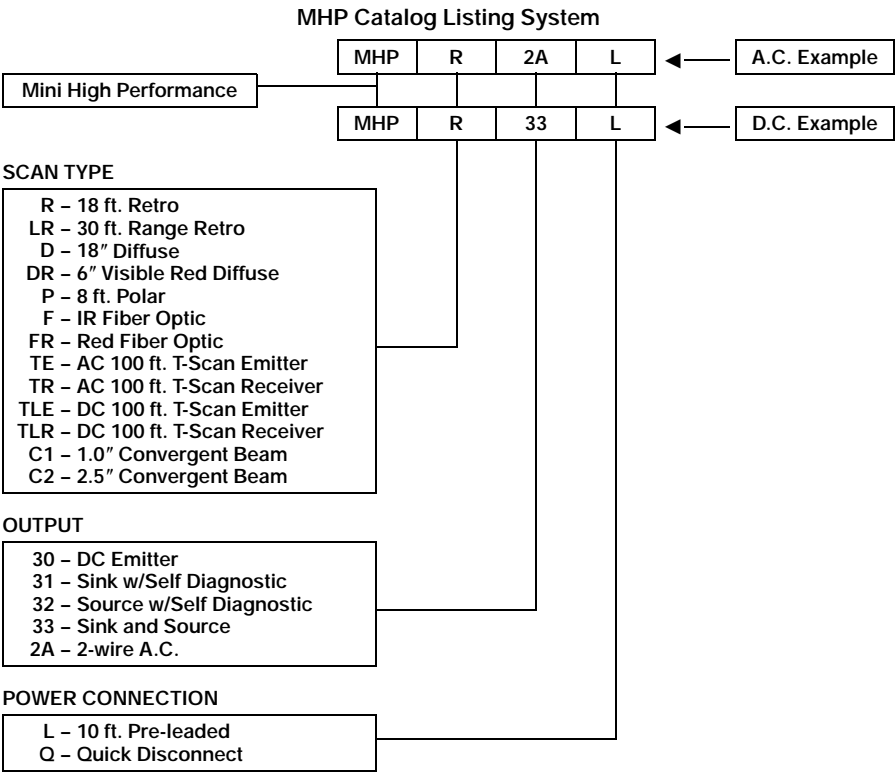 MHP Catalog Listing System
MHP R 2A L A.C. Example
Mini High Performance
MHP R 33 L D.C. Example
SCAN TYPE
R – 18 ft. Retro
LR – 30 ft. Range Retro
D – 18″ Diffuse
DR – 6″ Visible Red Diffuse
P – 8 ft. Polar
F – IR Fiber Optic
FR – Red Fiber Optic
TE – AC 100 ft. T-Scan Emitter
TR – AC 100 ft. T-Scan Receiver
TLE – DC 100 ft. T-Scan Emitter
TLR – DC 100 ft. T-Scan Receiver
C1 – 1.0″ Convergent Beam
C2 – 2.5″ Convergent Beam
OUTPUT
30 – DC Emitter
31 – Sink w/Self Diagnostic
32 – Source w/Self Diagnostic
33 – Sink and Source
2A – 2-wire A.C.
POWER CONNECTION
L – 10 ft. Pre-leaded
Q – Quick Disconnect